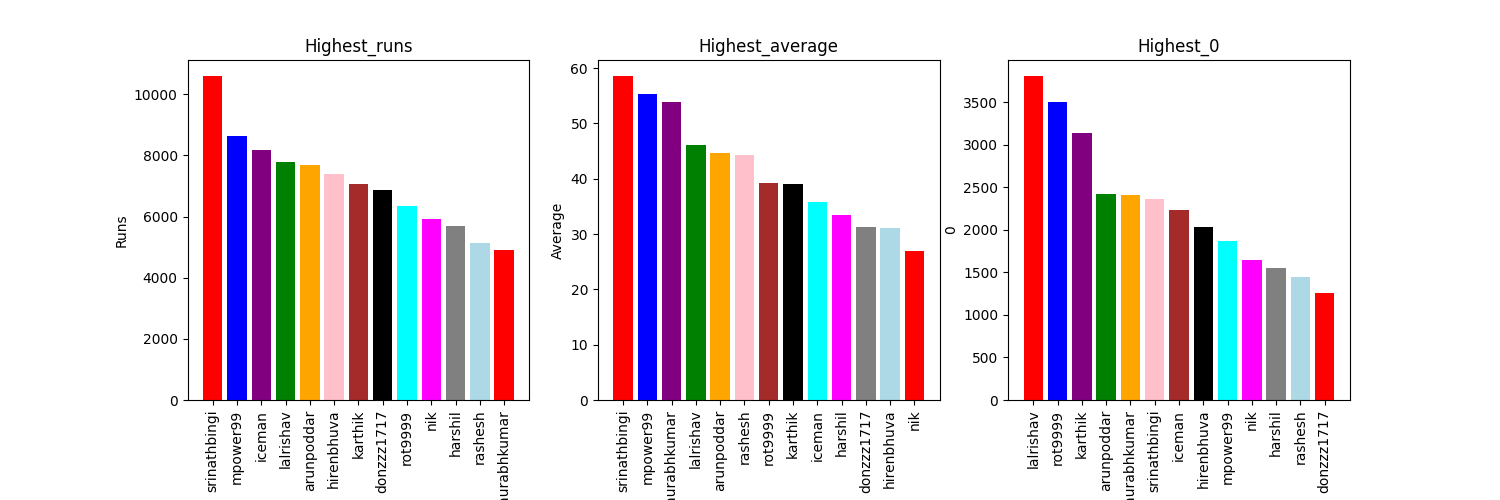 Highest_runs
Runs
10000
8000
6000
4000
2000
0
srinathbingi
mpower99
iceman
lalrishav
arunpoddar
hirenbhuva
karthik
donzzz1717
rot9999
nik
harshil
rashesh
urabhkumar
Highest_average
Average
60
50
40
30
20
10
0
srinathbingi
mpower99
urabhkumar
lalrishav
arunpoddar
rashesh
rot9999
karthik
iceman
harshil
donzzz1717
hirenbhuva
nik
Highest_0
0
3500
3000
2500
2000
1500
1000
500
0
lalrishav
rot9999
karthik
arunpoddar
urabhkumar
srinathbingi
iceman
hirenbhuva
mpower99
nik
harshil
rashesh
donzzz1717